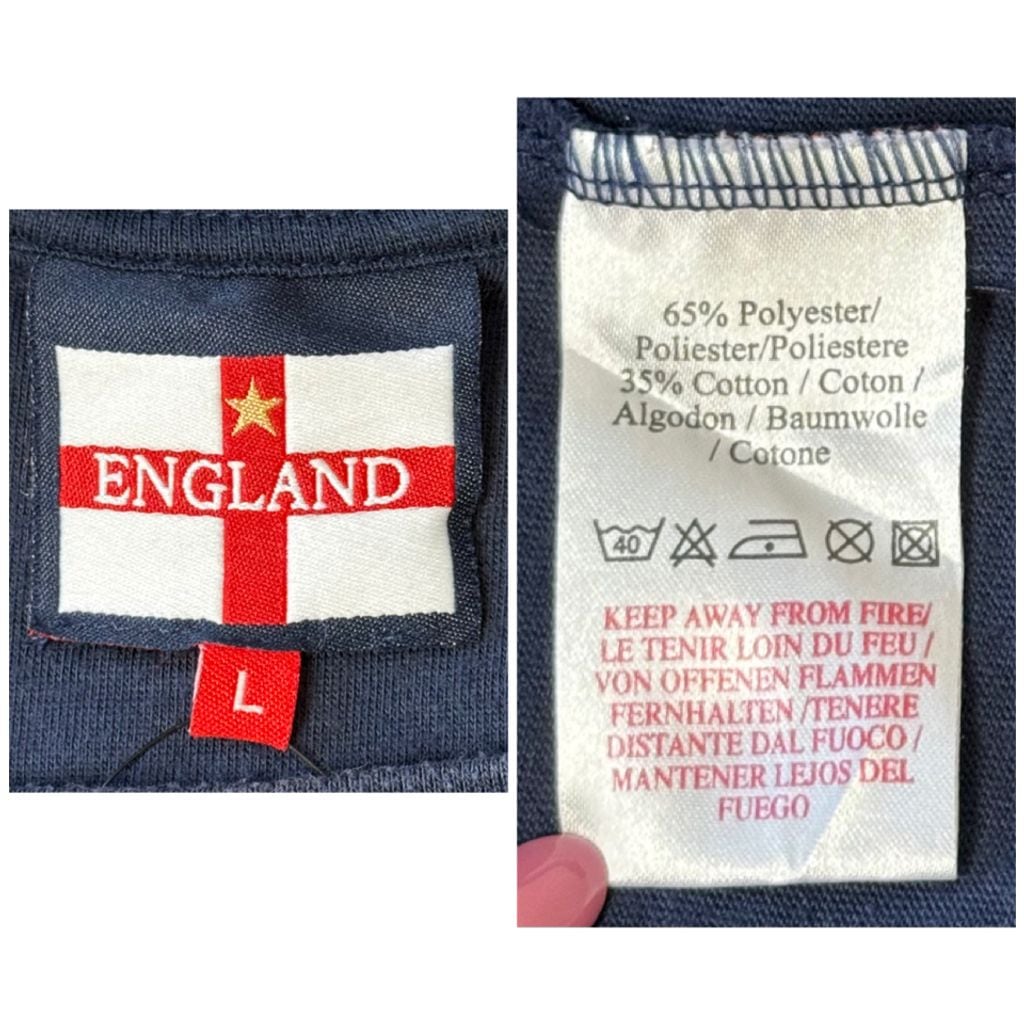 ENGLAND
L
65% Polyester/
Poliester/Poliestere
35% Cotton / Coton /
Algodon / Baumwolle
/ Cotone
40
KEEP AWAY FROM FIRE/
LE TENIR LOIN DU FEU /
VON OFFENEN FLAMMEN
FERNHALTEN /TENERE
DISTANTE DAL FUOCO /
MANTENER LEJOS DEL
FUEGO